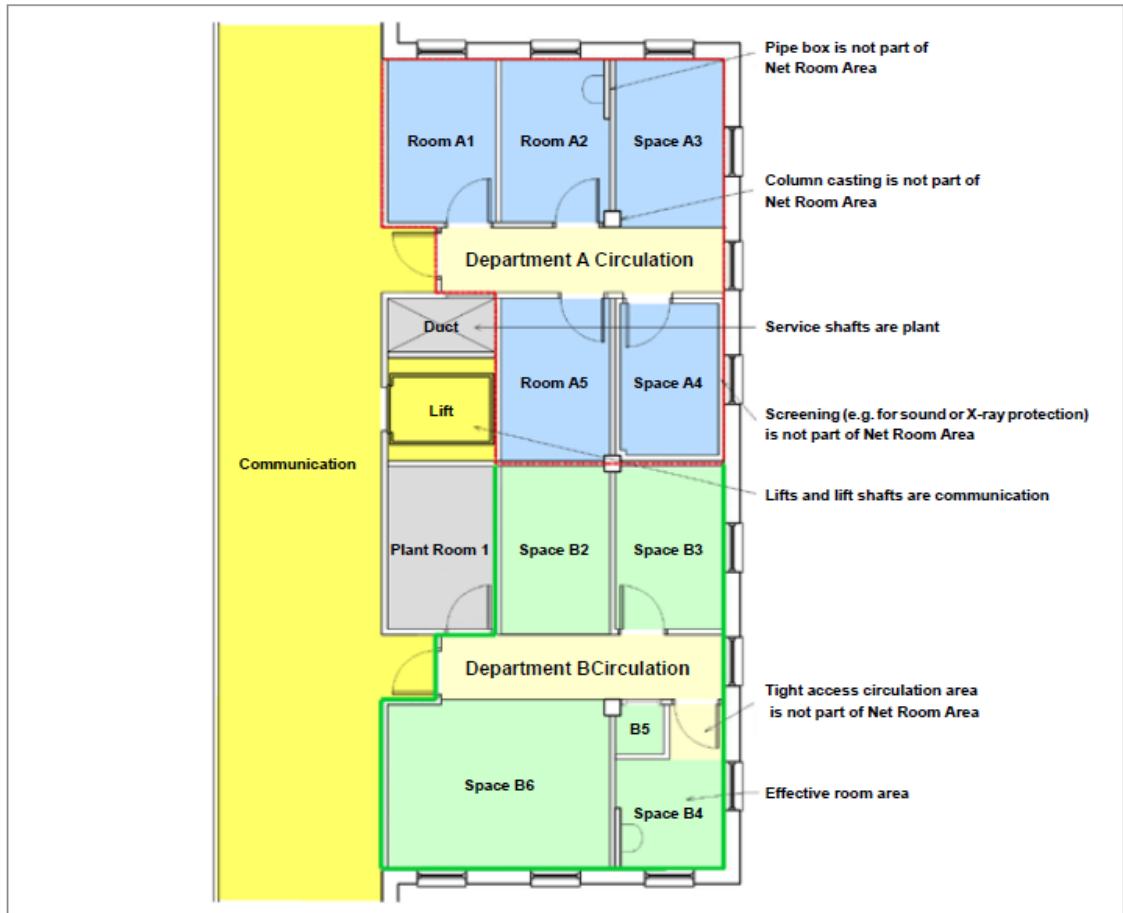 Pipe box is not part of
Net Room Area
Room A1
Room A2
Space A3
Column casting is not part of
Net Room Area
Department A Circulation
Duct
Service shafts are plant
Room A5
Space A4
Lift
Screening (e.g. for sound or X-ray protection)
is not part of Net Room Area
Communication
Lifts and lift shafts are communication
Plant Room 1
Space B2
Space B3
Department BCirculation
Tight access circulation area
is not part of Net Room Area
B5
Space B6
Effective room area
Space B4